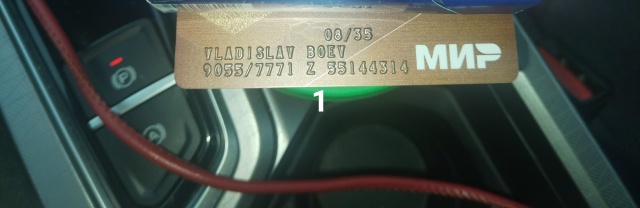 08/35
VLADISLAV BOEV
9055/7771 Z 55144314
МИР
1